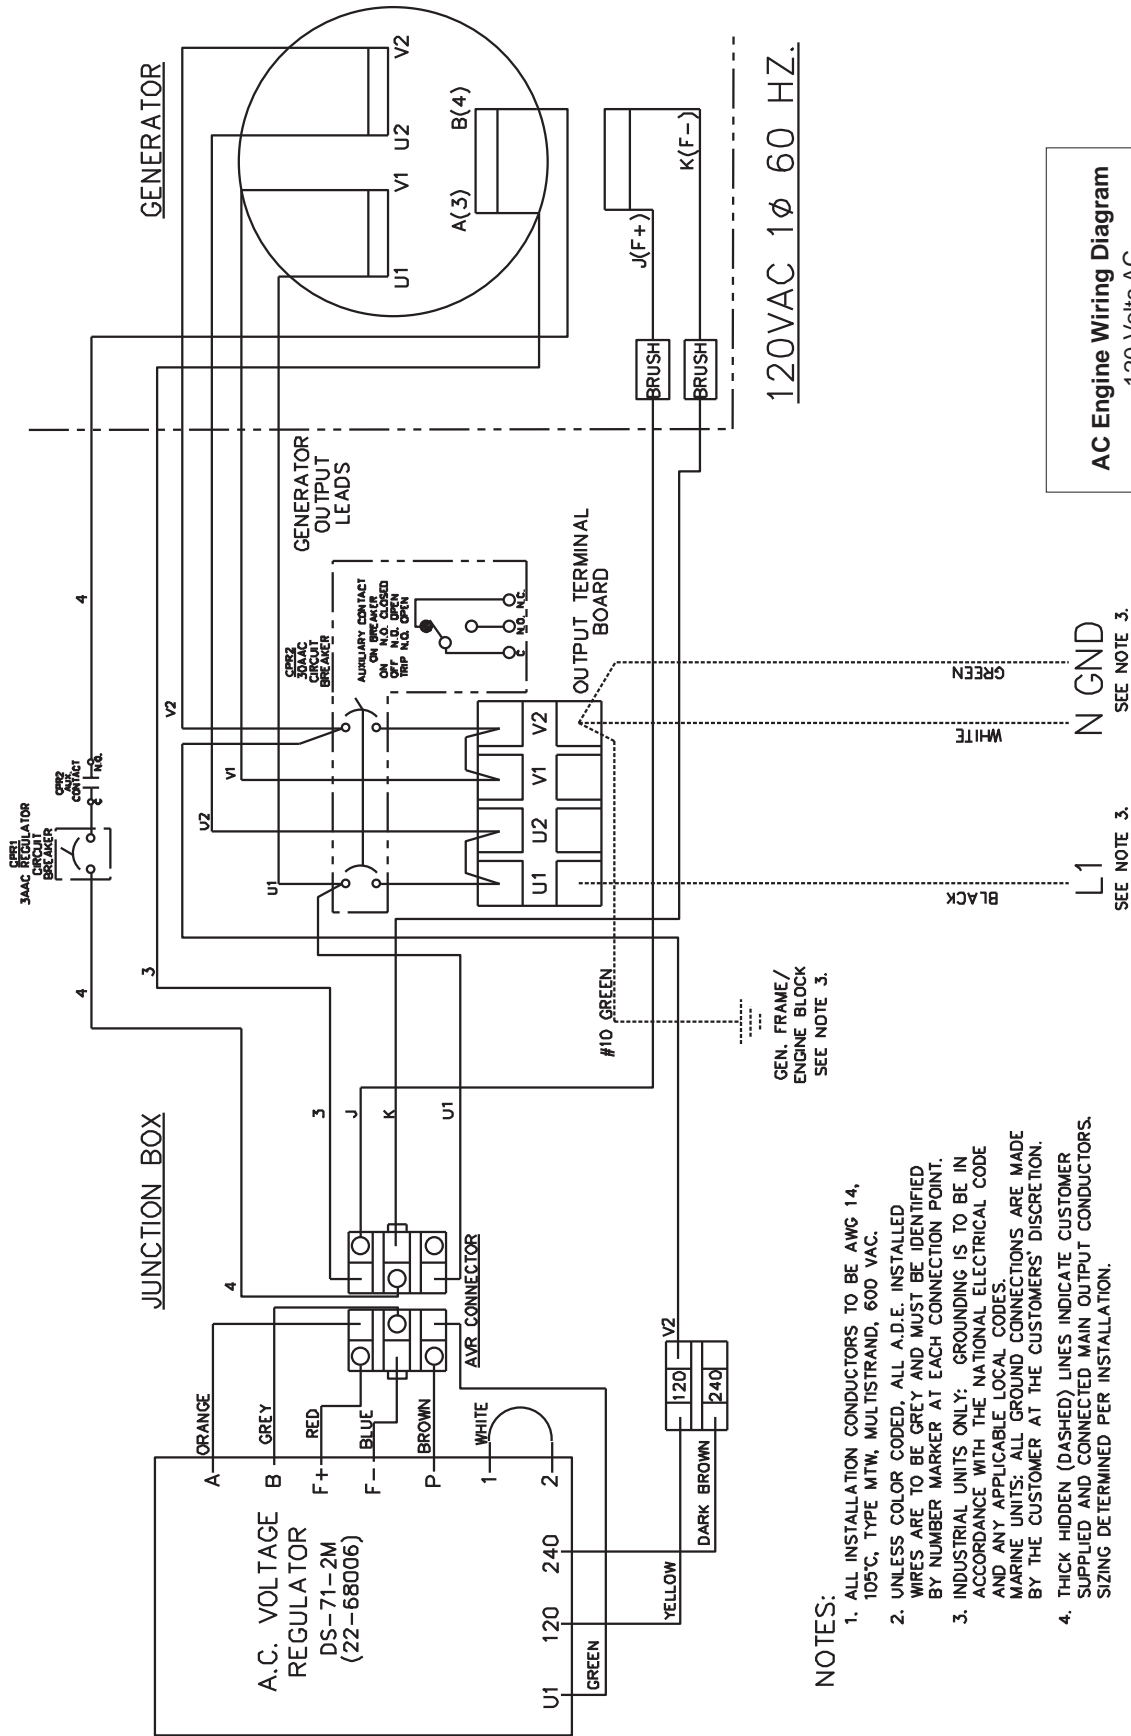 GENERATOR
V2
U2
V1
U1
B(4)
A(3)
K(F-)
J(F+)
BRUSH
BRUSH
120VAC 1ø 60 HZ.
AC Engine Wiring Diagram
GENERATOR
OUTPUT
LEADS
4
V2
V1
U2
U1
3
4
CPR2
AUX.
CONTACT
C
N.O.
CPR1
3AAC REGULATOR
CIRCUIT
BREAKER
CPR2
30AAC
CIRCUIT
BREAKER
AUXILIARY CONTACT
ON BREAKER
ON N.O. CLOSED
OFF N.O. OPEN
TRIP N.O. OPEN
C
N.O.
N.C.
OUTPUT TERMINAL
BOARD
U1
U2
V1
V2
BLACK
WHITE
GREEN
L1
N GND
SEE NOTE 3.
SEE NOTE 3.
#10 GREEN
GEN. FRAME/
ENGINE BLOCK
SEE NOTE 3.
JUNCTION BOX
4
3
J
K
U1
AVR CONNECTOR
ORANGE
GREY
RED
BLUE
BROWN
WHITE
A
B
F+
F-
P
1
2
A.C. VOLTAGE
REGULATOR
DS-71-2M
(22-68006)
U1
120
240
GREEN
YELLOW
DARK BROWN
V2
120
240
NOTES:
1. ALL INSTALLATION CONDUCTORS TO BE AWG 14,
105°C, TYPE MTW, MULTISTRAND, 600 VAC.
2. UNLESS COLOR CODED, ALL A.D.E. INSTALLED
WIRES ARE TO BE GREY AND MUST BE IDENTIFIED
BY NUMBER MARKER AT EACH CONNECTION POINT.
3. INDUSTRIAL UNITS ONLY: GROUNDING IS TO BE IN
ACCORDANCE WITH THE NATIONAL ELECTRICAL CODE
AND ANY APPLICABLE LOCAL CODES.
MARINE UNITS: ALL GROUND CONNECTIONS ARE MADE
BY THE CUSTOMER AT THE CUSTOMERS' DISCRETION.
4. THICK HIDDEN (DASHED) LINES INDICATE CUSTOMER
SUPPLIED AND CONNECTED MAIN OUTPUT CONDUCTORS.
SIZING DETERMINED PER INSTALLATION.